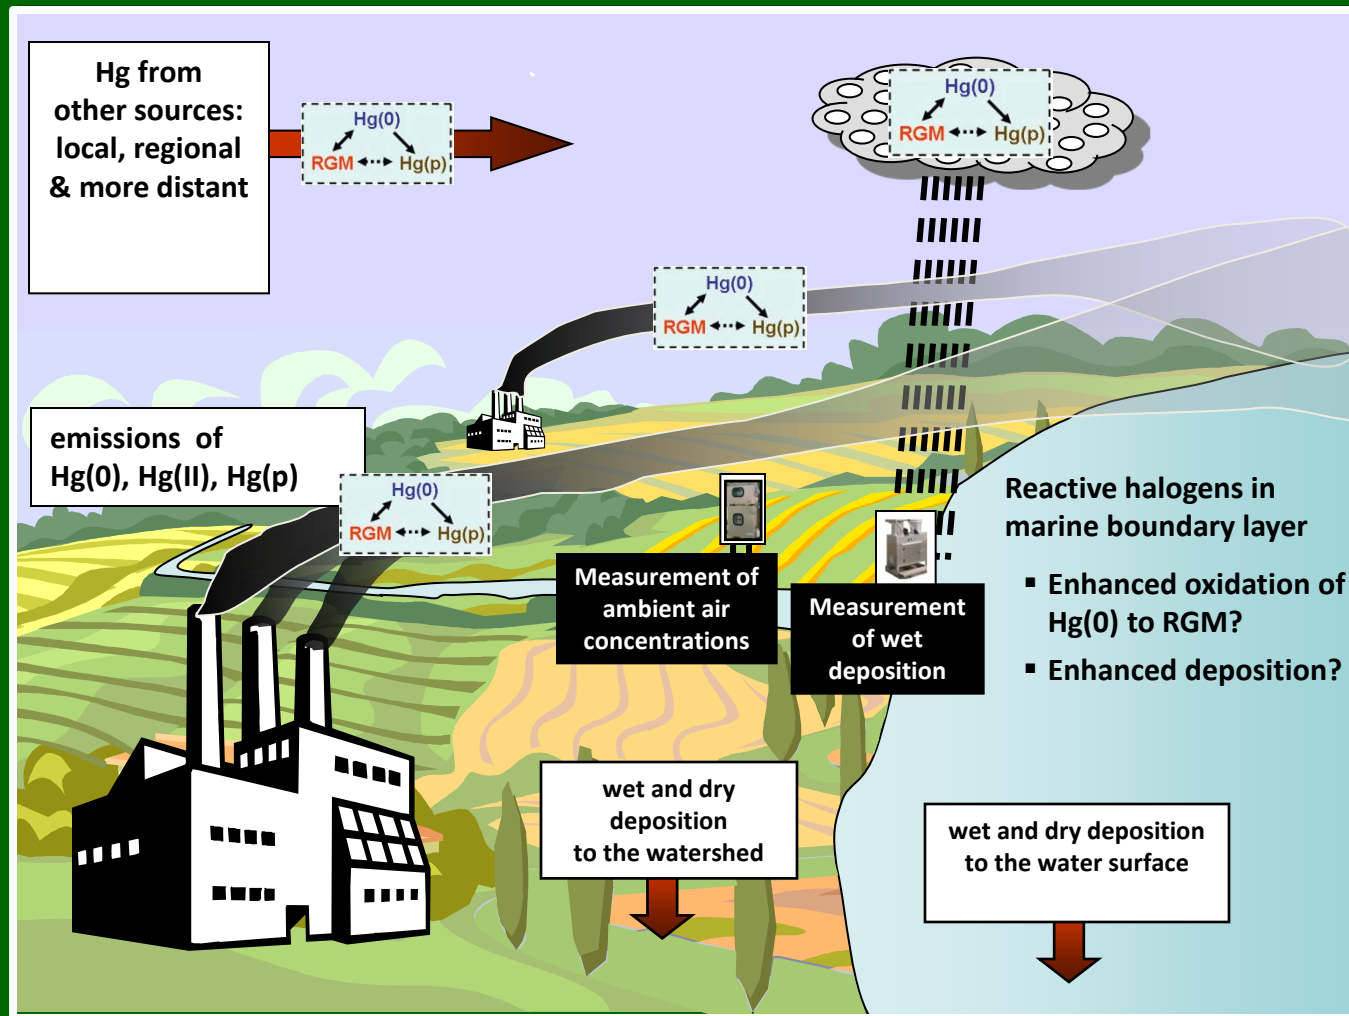 Hg from
other sources:
local, regional
& more distant
Hg(0)
RGM Hg(p)
Hg(0)
RGM Hg(p)
Hg(0)
RGM Hg(p)
emissions of
Hg(0), Hg(II), Hg(p)
Hg(0)
RGM Hg(p)
Reactive halogens in
marine boundary layer
▪ Enhanced oxidation of
Hg(0) to RGM?
▪ Enhanced deposition?
Measurement of
ambient air
concentrations
Measurement
of wet
deposition
wet and dry
deposition
to the watershed
wet and dry deposition
to the water surface